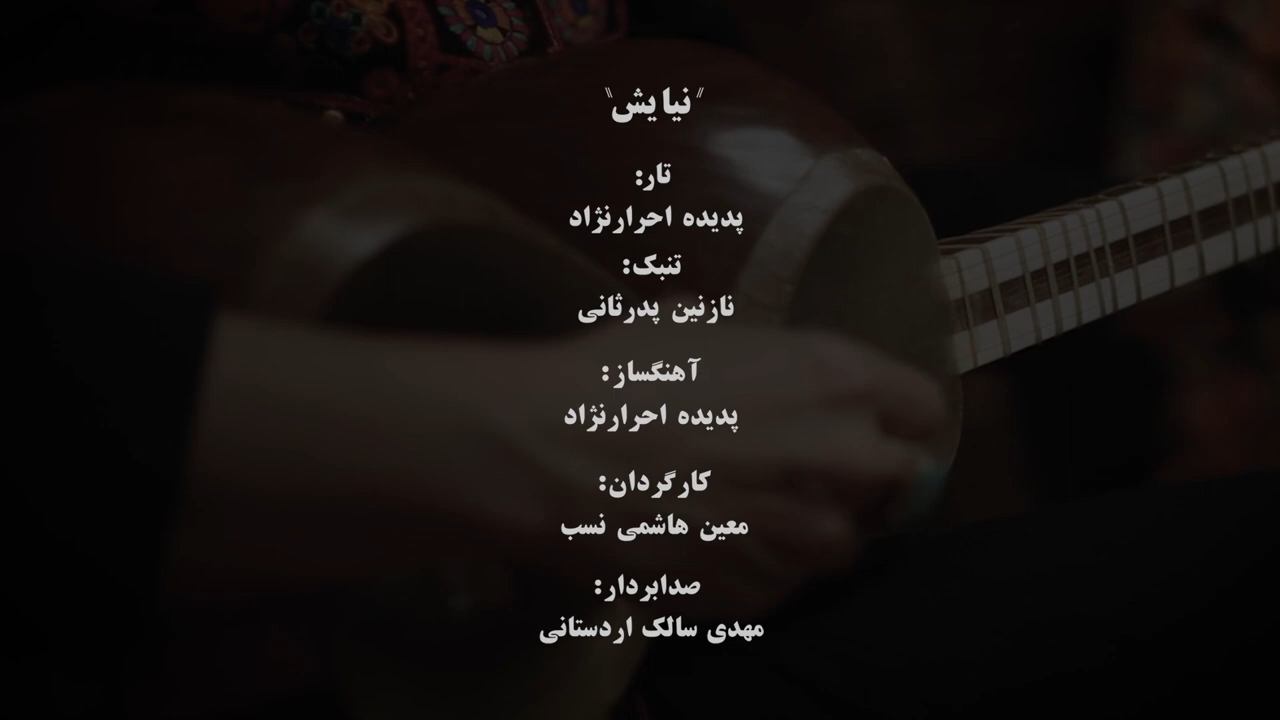 "نیایش"
تار:
پدیده احرارنژاد
تنبک:
نازنین پدرثانی
آهنگساز:
پدیده احرارنژاد
کارگردان:
معین هاشمی نسب
صدابردار:
مهدی سالک اردستانی